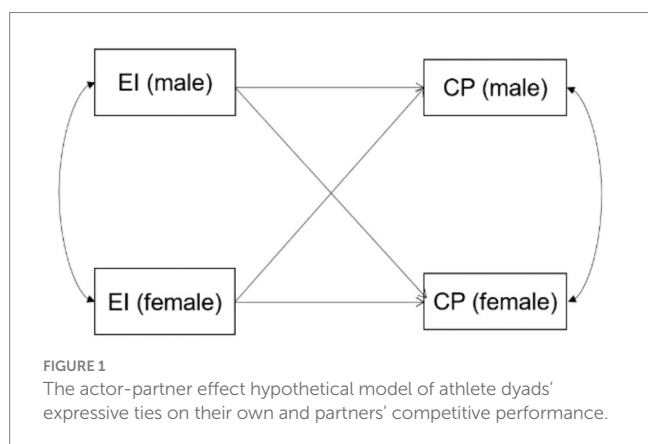 EI (male)
CP (male)
EI (female)
CP (female)
FIGURE 1
The actor-partner effect hypothetical model of athlete dyads’
expressive ties on their own and partners’ competitive performance.